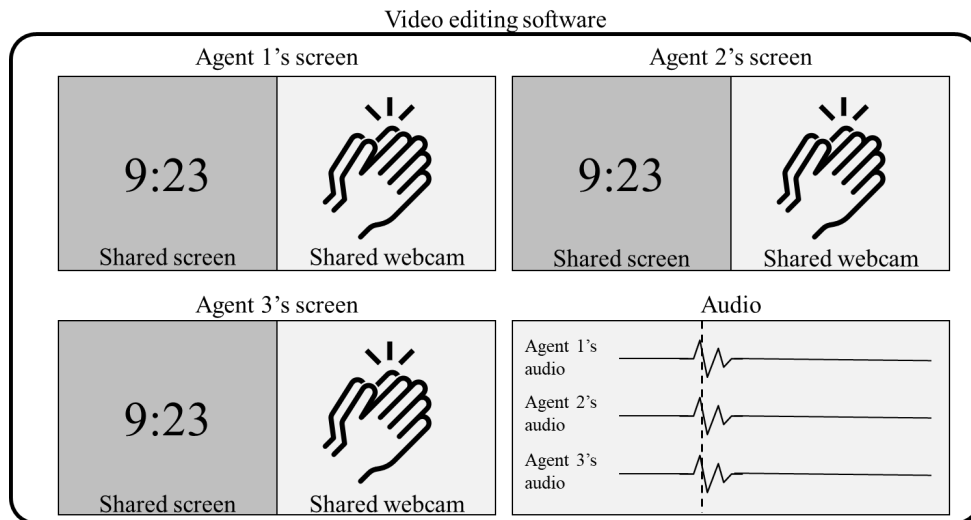 Video editing software
Agent 1’s screen
Agent 2’s screen
9:23
Shared screen
Shared webcam
9:23
Shared screen
Shared webcam
Agent 3’s screen
Audio
9:23
Shared screen
Shared webcam
Agent 1’s
audio
Agent 2’s
audio
Agent 3’s
audio